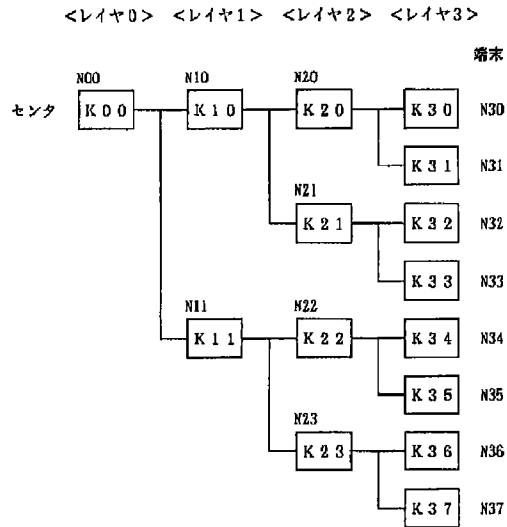 <レイヤ0> <レイヤ1> <レイヤ2> <レイヤ3>
端末
N00 N10 N20
センタ K00 K10 K20 K30 N30
K31 N31
N21
K21 K32 N32
K33 N33
N11 N22
K11 K22 K34 N34
K35 N35
N23
K23 K36 N36
K37 N37